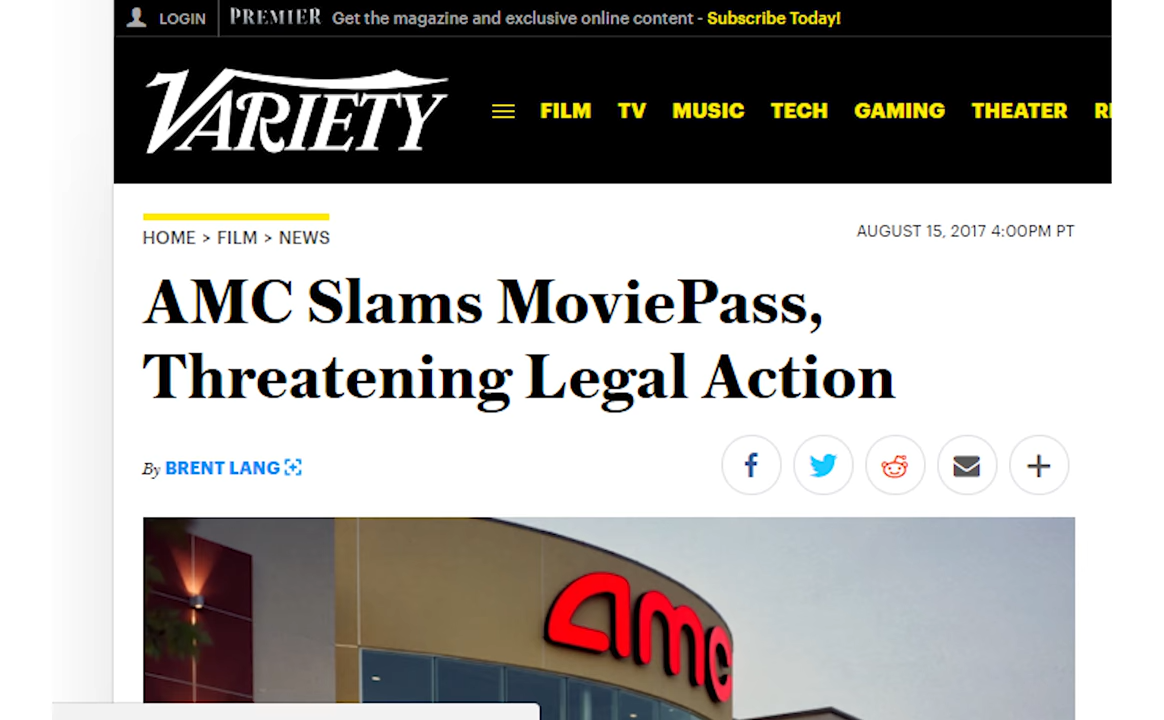 LOGIN PREMIER Get the magazine and exclusive online content - Subscribe Today!
VARIETY FILM TV MUSIC TECH GAMING THEATER
HOME > FILM > NEWS AUGUST 15, 2017 4:00PM PT
AMC Slams MoviePass,
Threatening Legal Action
By BRENT LANG
amc